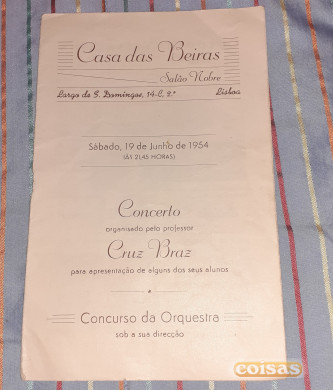 Casa das Beiras
Salão Nobre
Largo de S. Domingos, 14-C 2.º Lisboa
Sábado, 19 de Junho de 1954
(ÀS 21,45 HORAS)
Concerto
organisado pelo professor
Cruz Braz
para apresentação de alguns dos seus alunos
Concurso da Orquestra
sob a sua direcção
coisas